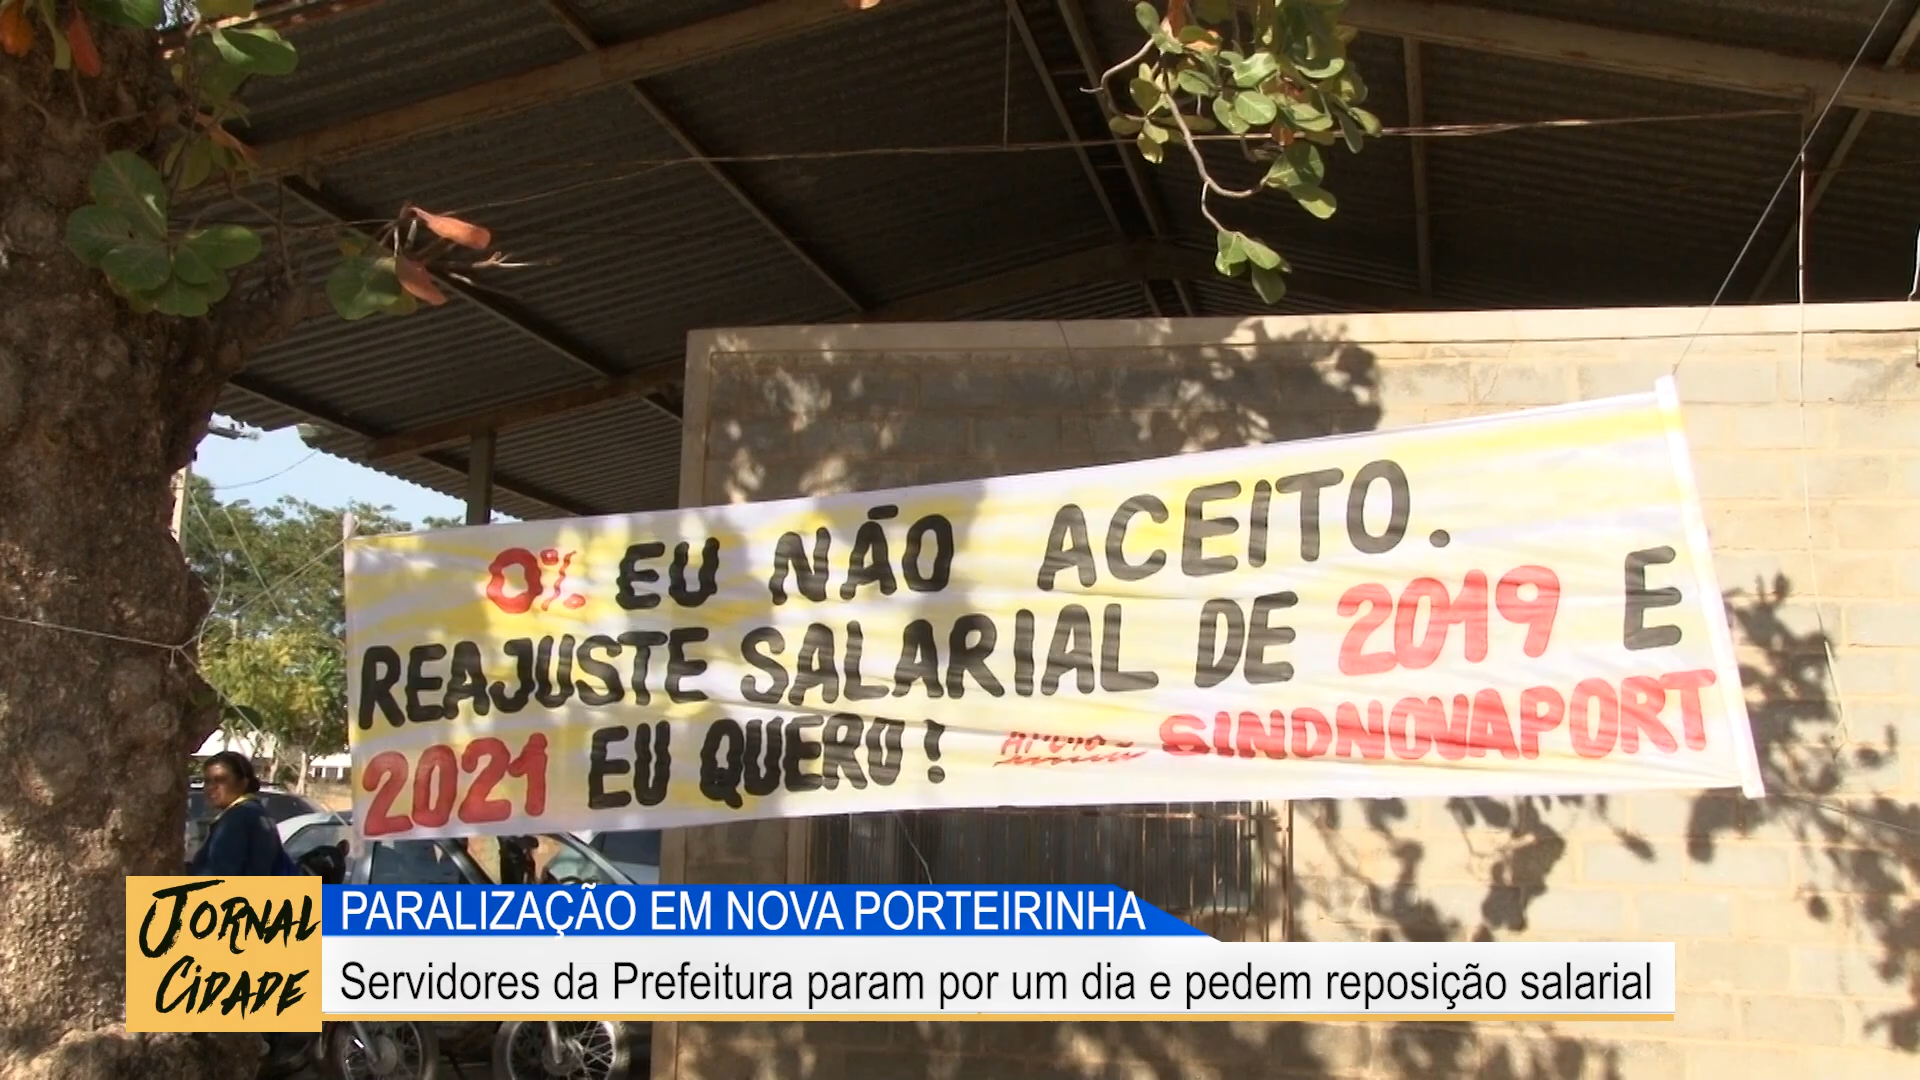 0% EU NÃO ACEITO.
REAJUSTE SALARIAL DE 2019 E
2021 EU QUERO! APOIO SINDNOVAPORT
JORNAL
CIDADE
PARALIZAÇÃO EM NOVA PORTEIRINHA
Servidores da Prefeitura param por um dia e pedem reposição salarial